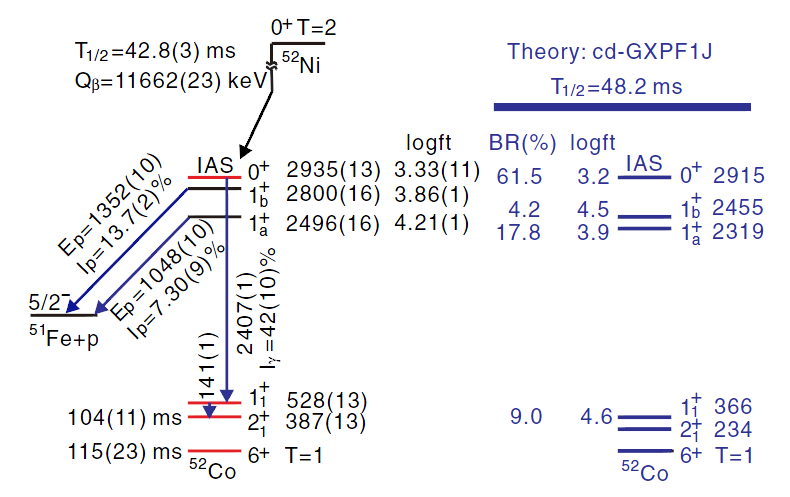 0+ T=2
T1/2=42.8(3) ms
52Ni
Qβ=11662(23) keV
Theory: cd-GXPF1J
T1/2=48.2 ms
logft
BR(%) logft
IAS 0+ 2935(13) 3.33(11)
1b+ 2800(16) 3.86(1)
1a+ 2496(16) 4.21(1)
61.5 3.2 IAS 0+ 2915
4.2 4.5 1b+ 2455
17.8 3.9 1a+ 2319
Ep=1352(10)
Ip=13.7(2)%
Ep=1048(10)
Ip=7.30(9)%
5/2-
51Fe+p
2407(1)
Iγ=42(10)%
141(1)
11+ 528(13)
104(11) ms 21+ 387(13)
115(23) ms 6+ T=1
52Co
9.0 4.6 11+ 366
21+ 234
6+ T=1
52Co